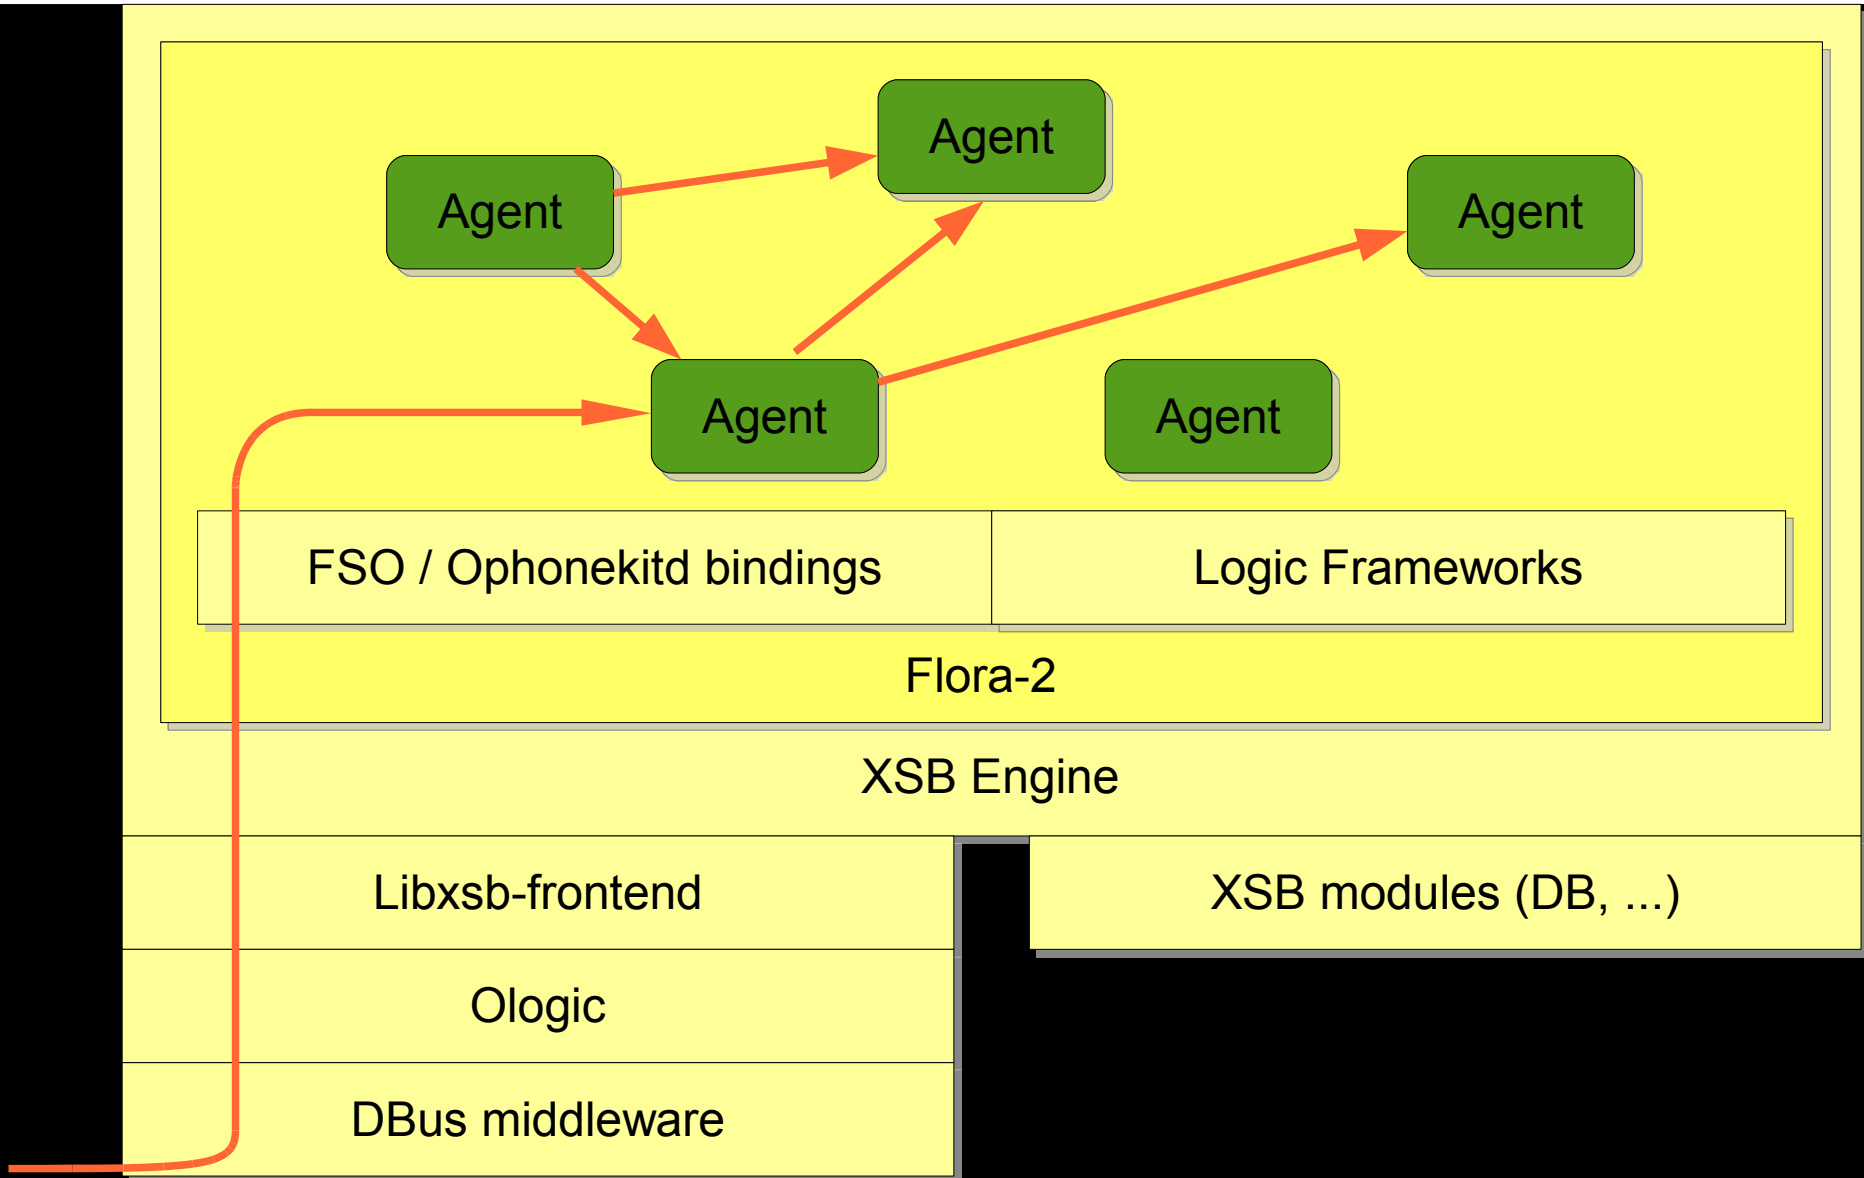 Agent
Agent
Agent
Agent
Agent
FSO / Ophonekitd bindings
Logic Frameworks
Flora-2
XSB Engine
Libxsb-frontend
XSB modules (DB, ...)
Ologic
DBus middleware